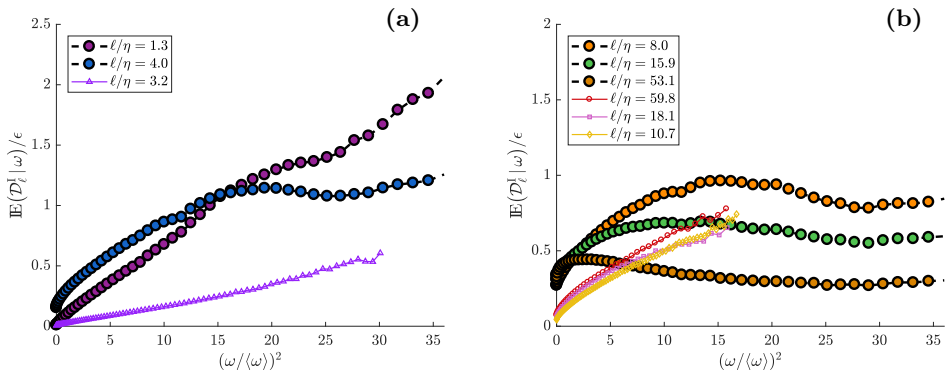 (a)
2.5
2
1.5
1
0.5
0
ℓ/η = 1.3
ℓ/η = 4.0
ℓ/η = 3.2
𝔼(𝒟_ℓ^I | ω)/ϵ
0 5 10 15 20 25 30 35
(ω/⟨ω⟩)²
(b)
2
1.5
1
0.5
0
ℓ/η = 8.0
ℓ/η = 15.9
ℓ/η = 53.1
ℓ/η = 59.8
ℓ/η = 18.1
ℓ/η = 10.7
𝔼(𝒟_ℓ^I | ω)/ϵ
0 5 10 15 20 25 30 35
(ω/⟨ω⟩)²